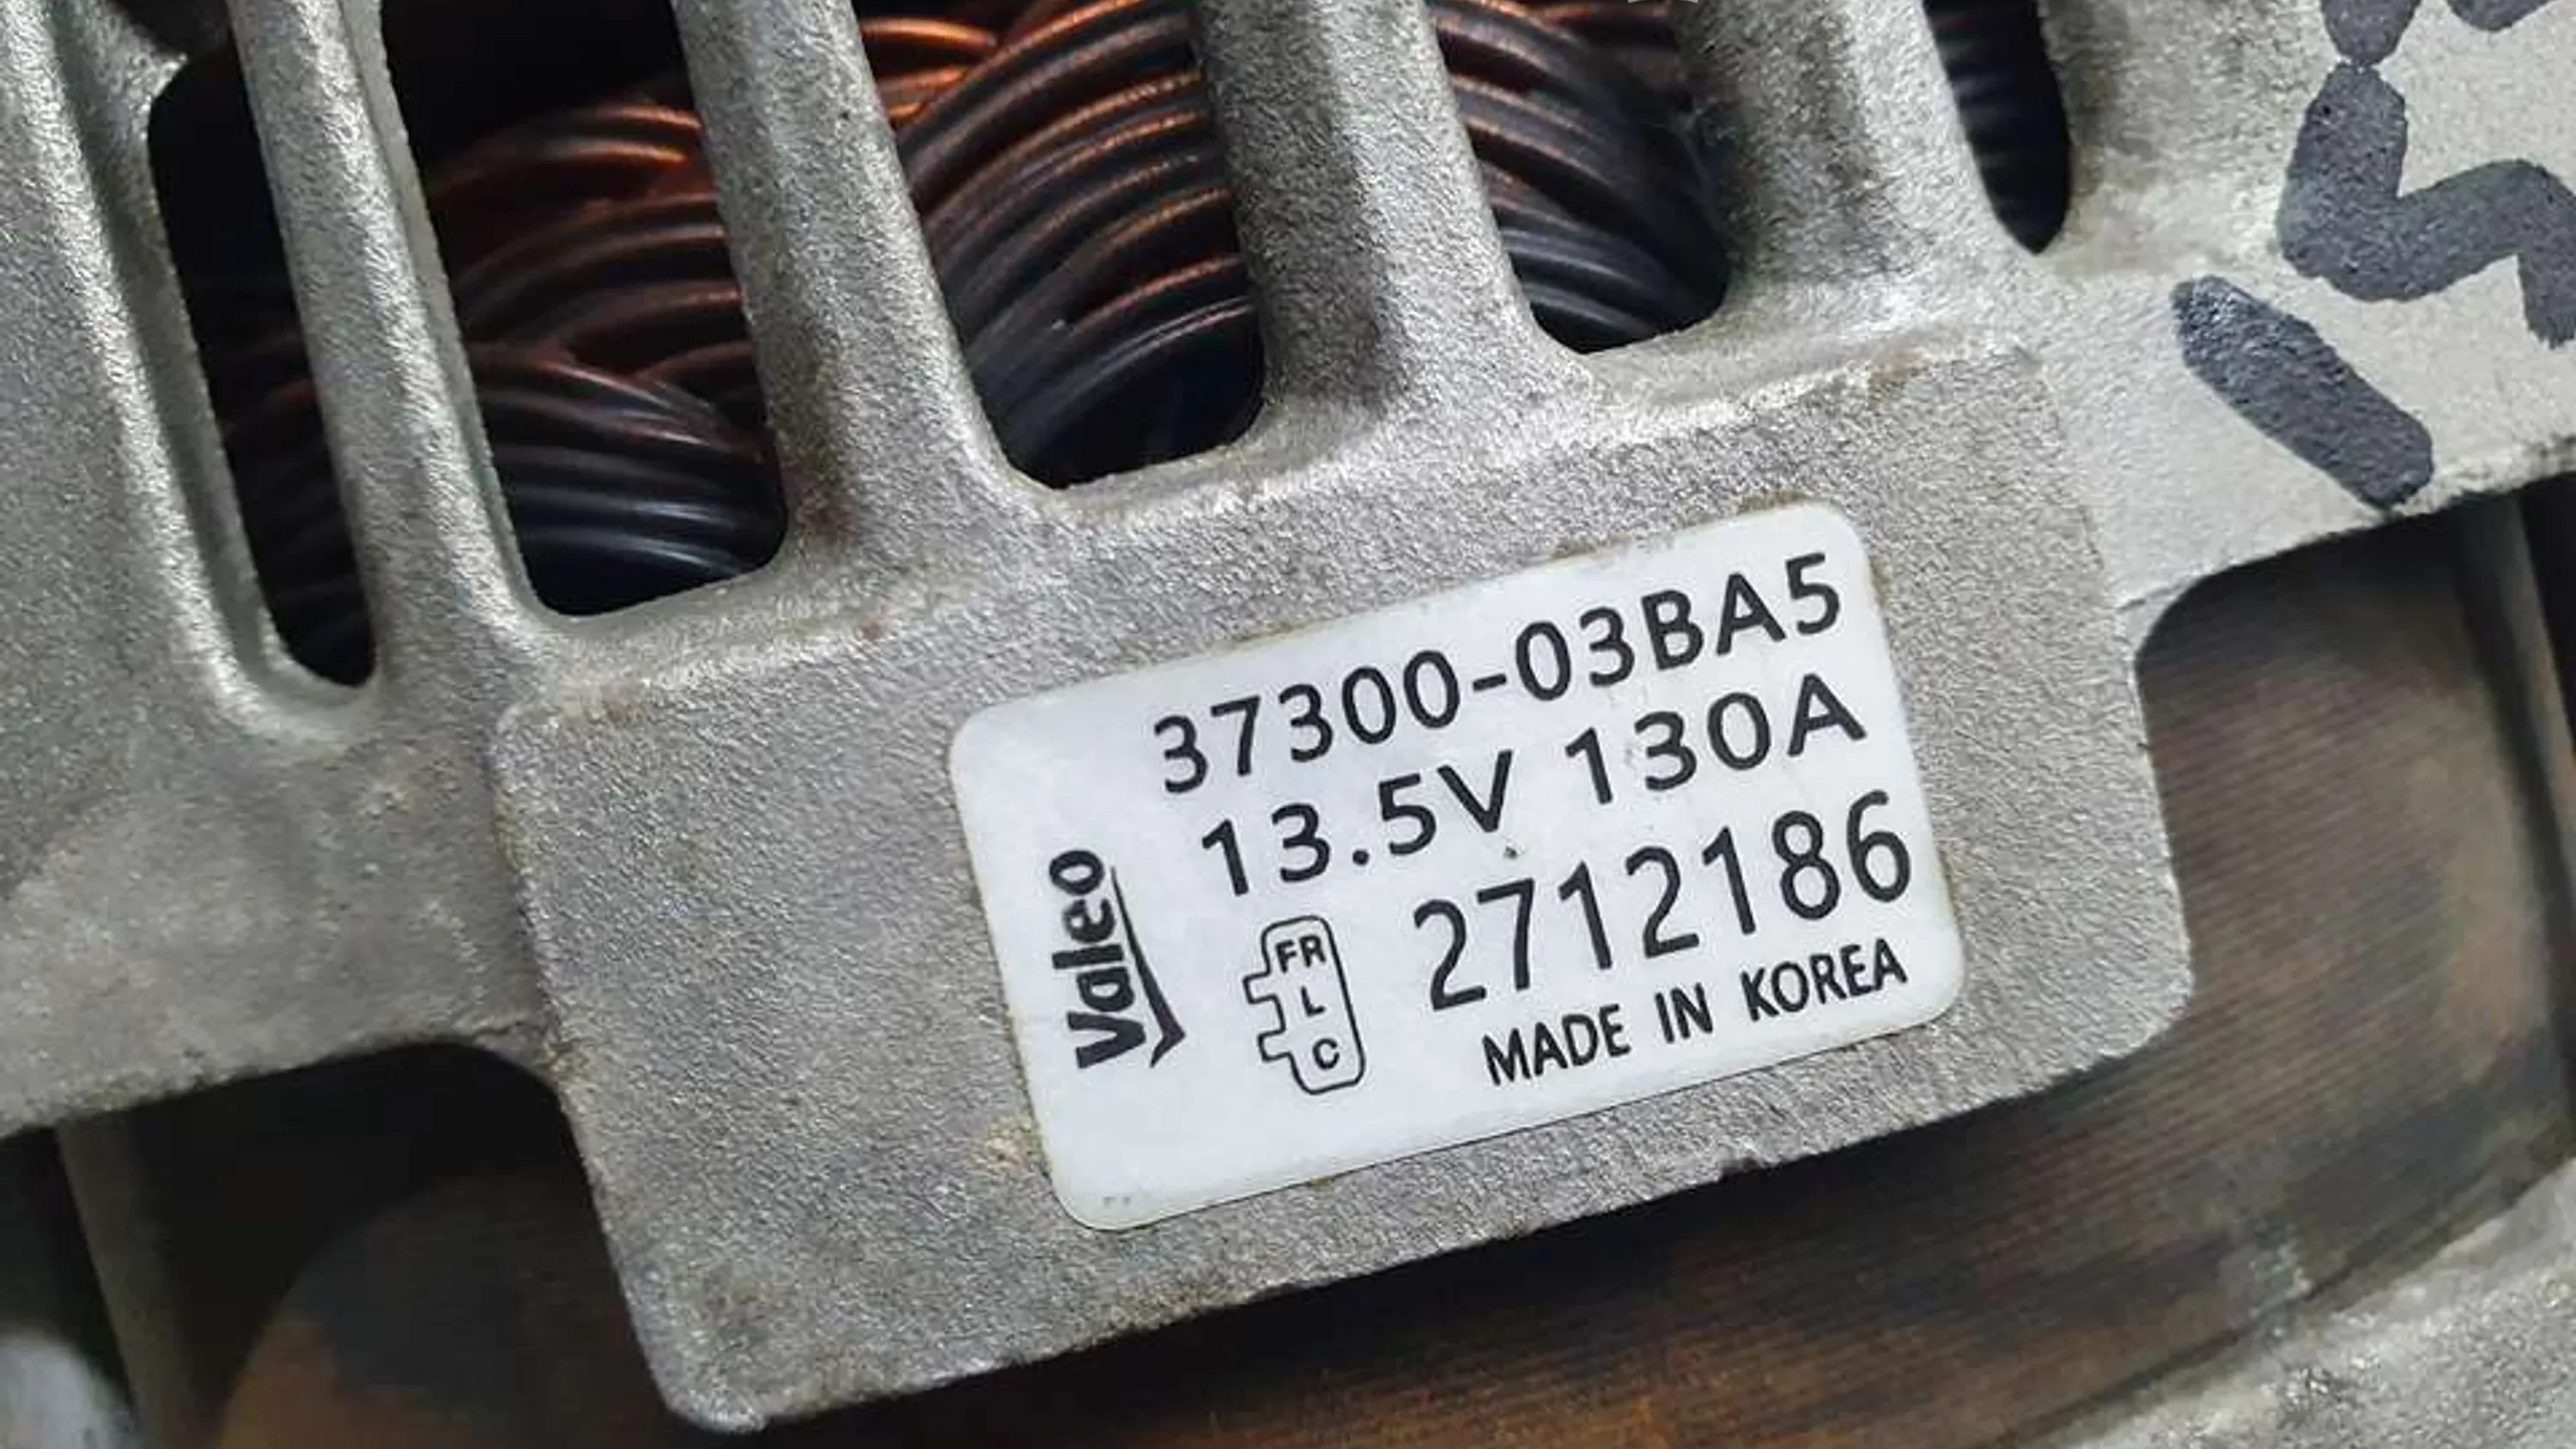 37300-03BA5
13.5V 130A
Valeo
FR
L
C
2712186
MADE IN KOREA